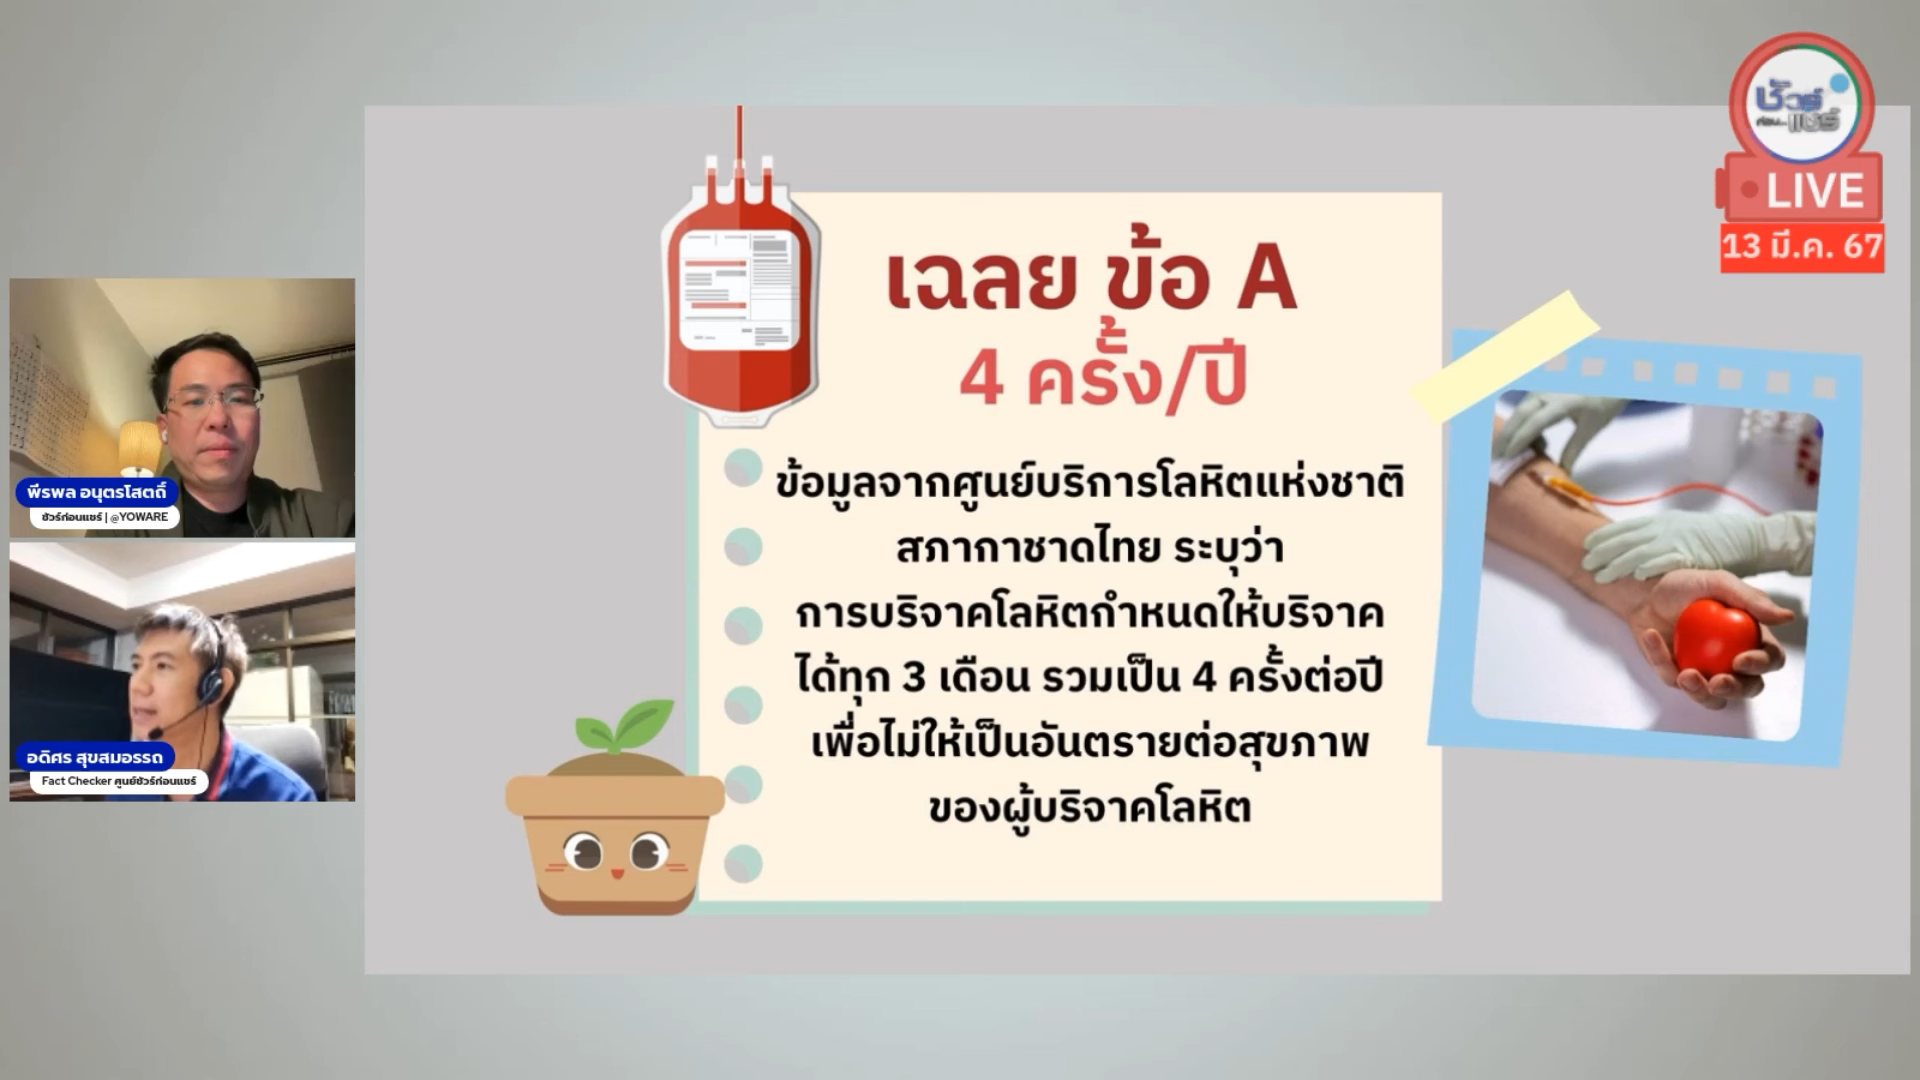 ชัวร์
ก่อน...
แชร์
LIVE
13 มี.ค. 67
เฉลย ข้อ A
4 ครั้ง/ปี
ข้อมูลจากศูนย์บริการโลหิตแห่งชาติ
สภากาชาดไทย ระบุว่า
การบริจาคโลหิตกำหนดให้บริจาค
ได้ทุก 3 เดือน รวมเป็น 4 ครั้งต่อปี
เพื่อไม่ให้เป็นอันตรายต่อสุขภาพ
ของผู้บริจาคโลหิต
พีรพล อนุตรโสตถิ์
ชัวร์ก่อนแชร์ | @YOWARE
อดิศร สุขสมอรรถ
Fact Checker ศูนย์ชัวร์ก่อนแชร์